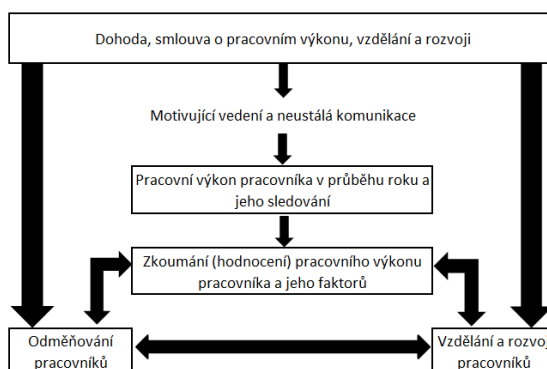 Dohoda, smlouva o pracovním výkonu, vzdělání a rozvoji
Motivující vedení a neustálá komunikace
Pracovní výkon pracovníka v průběhu roku a
jeho sledování
Zkoumání (hodnocení) pracovního výkonu
pracovníka a jeho faktorů
Odměňování
pracovníků
Vzdělání a rozvoj
pracovníků